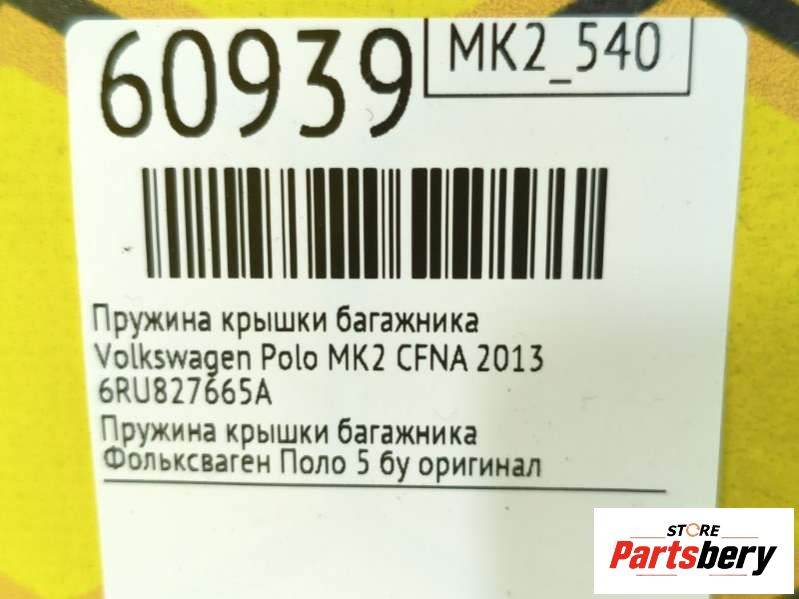 60939
MK2_540
Пружина крышки багажника
Volkswagen Polo MK2 CFNA 2013
6RU827665A
Пружина крышки багажника
Фольксваген Поло 5 бу оригинал
STORE
Partsbery